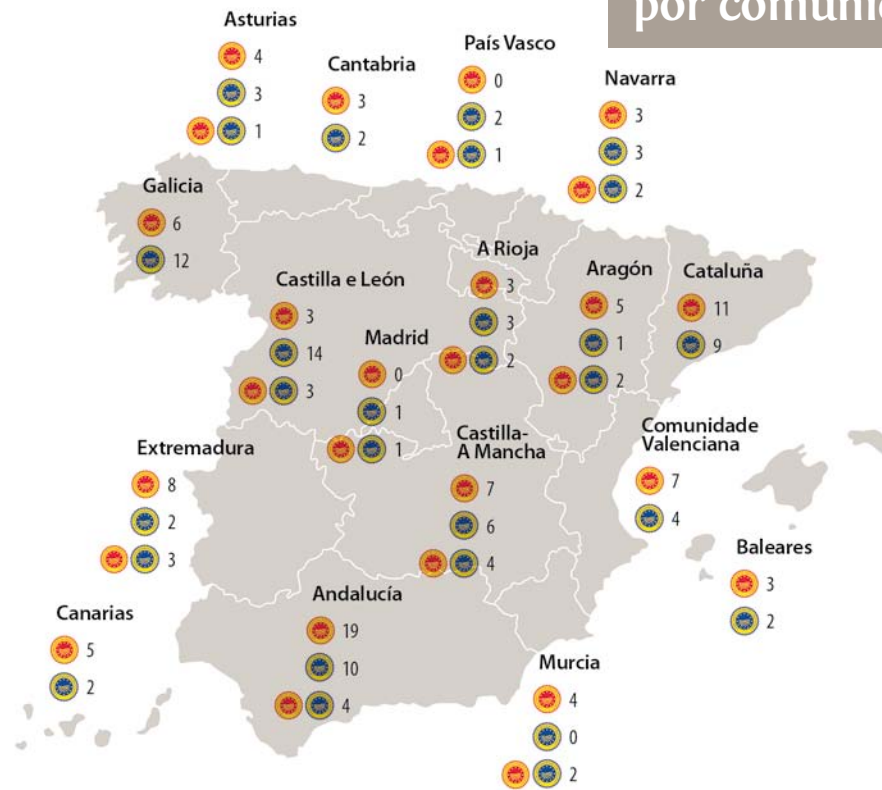 por comunid
Asturias
4
3
1
Cantabria
3
2
País Vasco
0
2
1
Navarra
3
3
2
Galicia
6
12
Castilla e León
3
14
3
Madrid
0
1
1
A Rioja
3
3
2
Aragón
5
1
2
Cataluña
11
9
Extremadura
8
2
3
Castilla-
A Mancha
7
6
4
Comunidade
Valenciana
7
4
Baleares
3
2
Canarias
5
2
Andalucía
19
10
4
Murcia
4
0
2